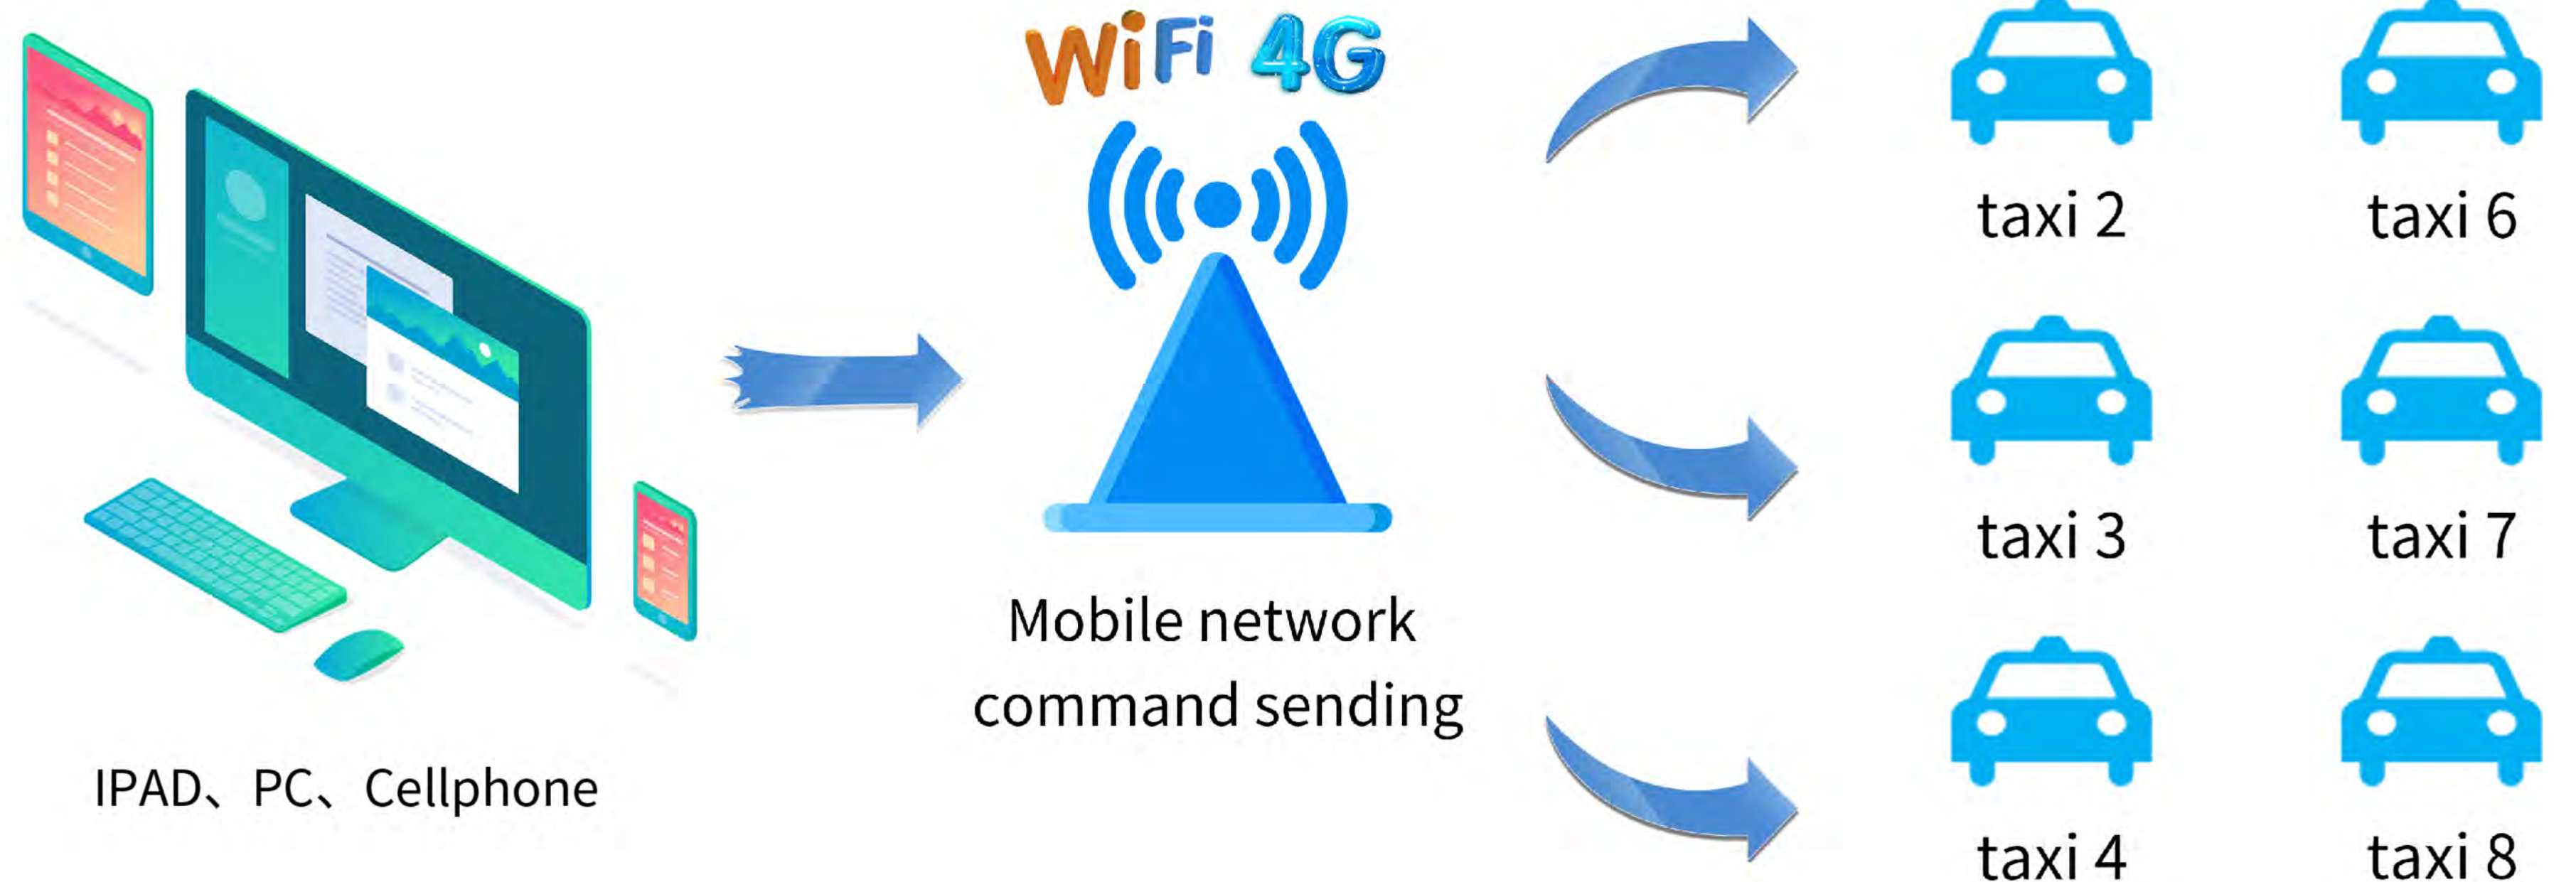 WiFi 4G
taxi 2
taxi 6
taxi 3
taxi 7
Mobile network
command sending
IPAD、PC、Cellphone
taxi 4
taxi 8